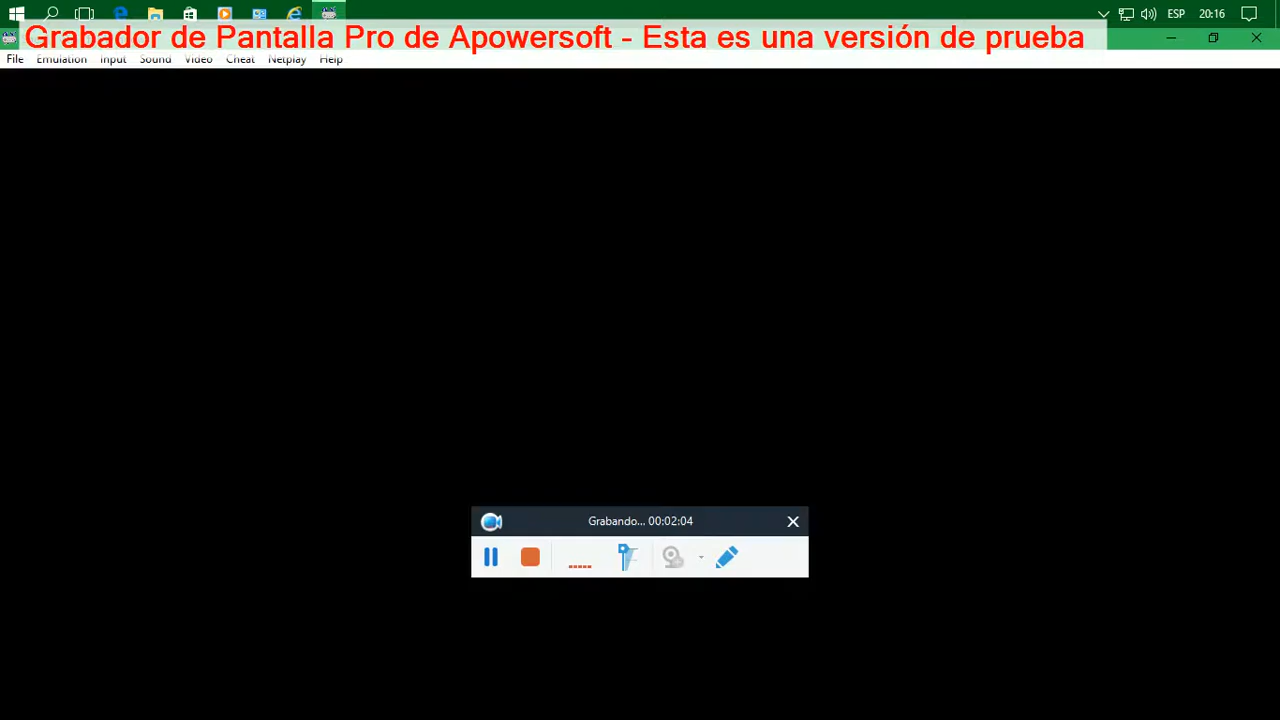 ESP 20:16
Grabador de Pantalla Pro de Apowersoft - Esta es una versión de prueba
File Emulation Input Sound Video Cheat Netplay Help
Grabando... 00:02:04